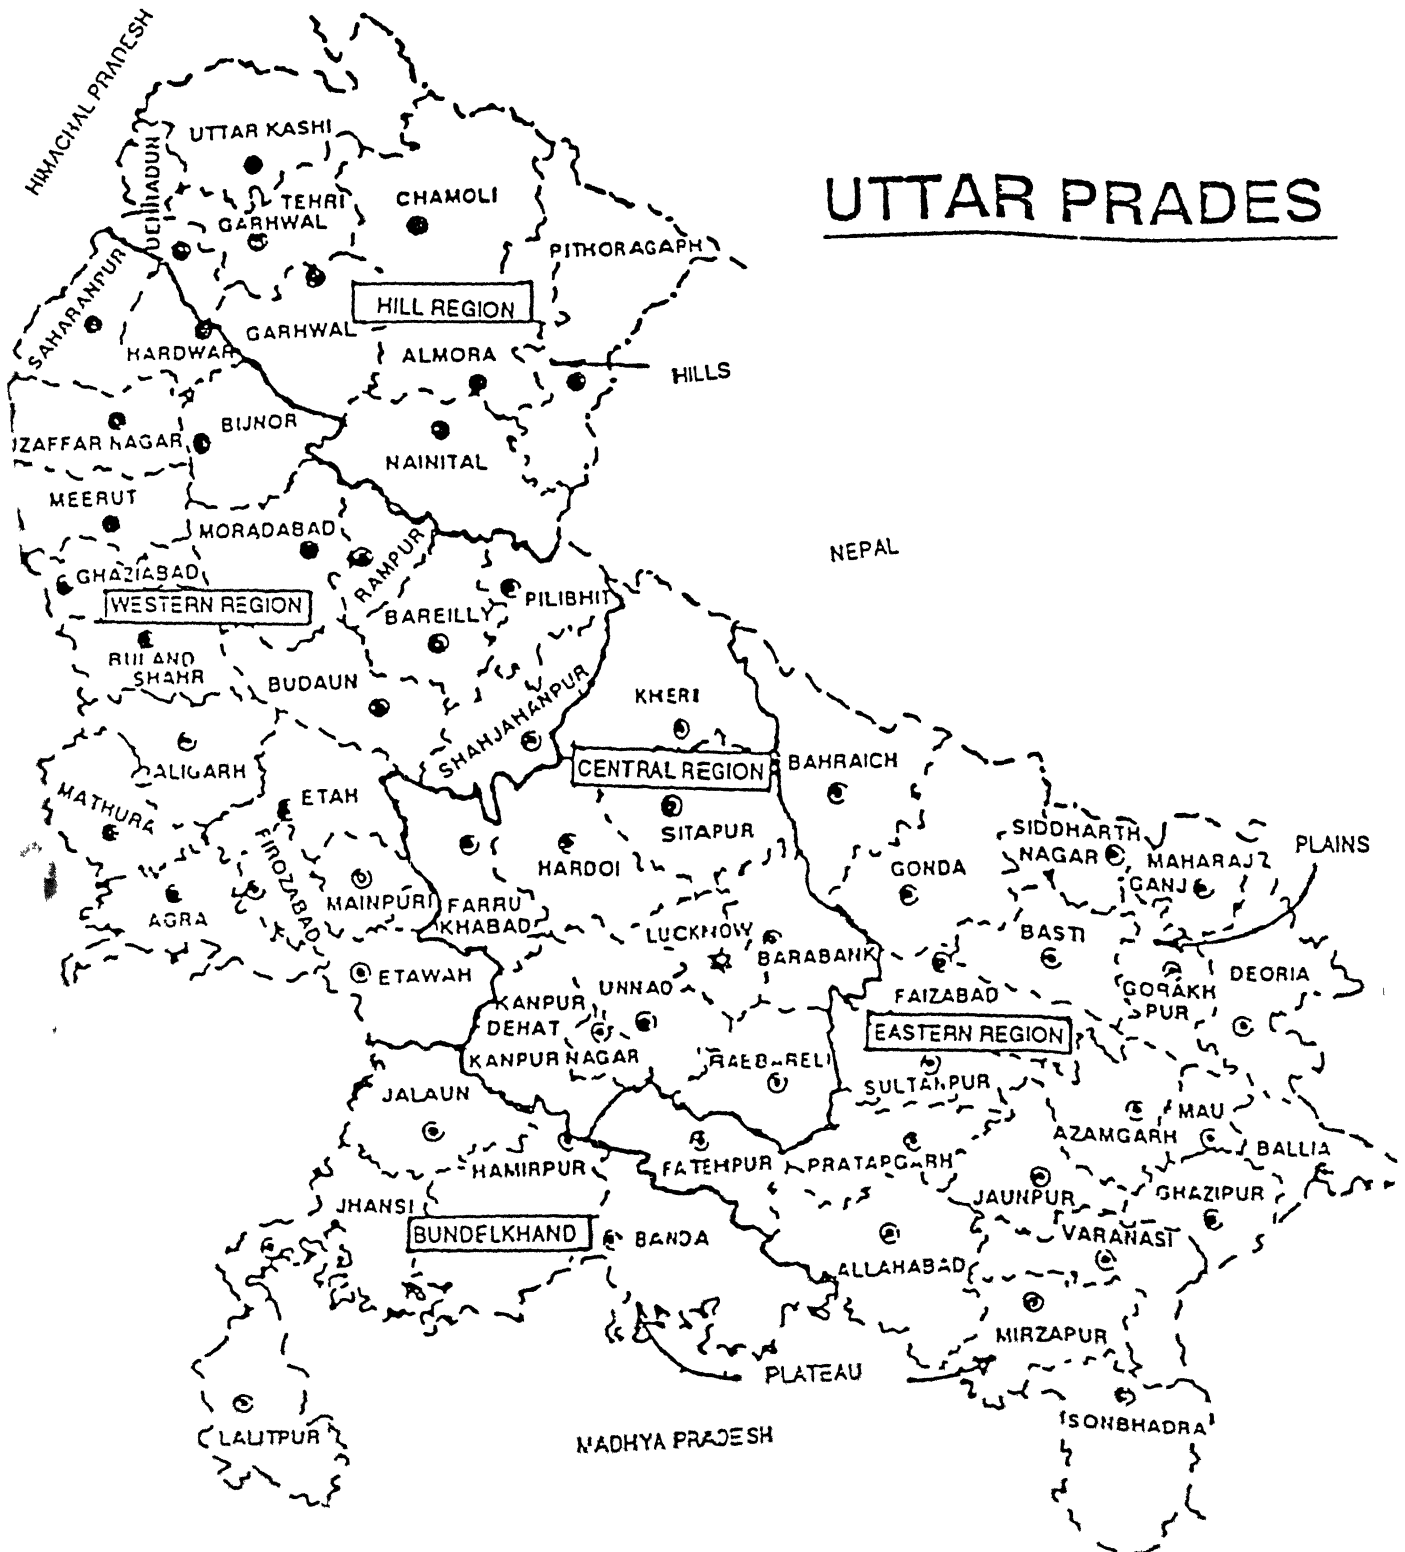 HIMACHAL PRADESH
UTTAR PRADES
UTTAR KASHI
DEHRADUN
TEHRI
GARHWAL
CHAMOLI
PITHORAGAPH
SAHARANPUR
HARDWAR
GARHWAL
HILL REGION
ALMORA
HILLS
BIJNOR
NAINITAL
UZAFFAR NAGAR
MEERUT
MORADABAD
RAMPUR
GHAZIABAD
WESTERN REGION
BAREILLY
PILIBHIT
NEPAL
SHAHR
BUDAUN
SHAHJAHANPUR
KHERI
ALIGARH
MATHURA
ETAH
CENTRAL REGION
BAHRAICH
SITAPUR
HARDOI
FIROZABAD
MAINPURI
AGRA
FARRU
KHABAD
GONDA
SIDDHARTH
NAGAR
MAHARAJ
GANJ
PLAINS
LUCKNOW
BARABANK
BASTI
ETAWAH
KANPUR
DEHAT
UNNAO
FAIZABAD
GORAKH
PUR
DEORIA
EASTERN REGION
KANPUR NAGAR
RAEBARELI
SULTANPUR
JALAUN
AZAMGARH
MAU
BALLIA
HAMIRPUR
FATEHPUR
PRATAPGARH
JHANSI
JAUNPUR
GHAZIPUR
BUNDELKHAND
BANDA
VARANASI
ALLAHABAD
MIRZAPUR
PLATEAU
LALITPUR
MADHYA PRADESH
SONBHADRA